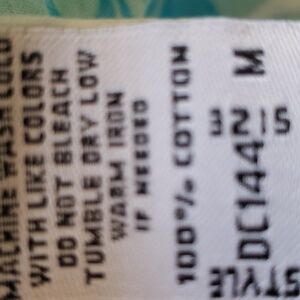 MACHINE WASH COLD
WITH LIKE COLORS
DO NOT BLEACH
TUMBLE DRY LOW
WARM IRON
IF NEEDED
100% COTTON
M
STYLE DC144